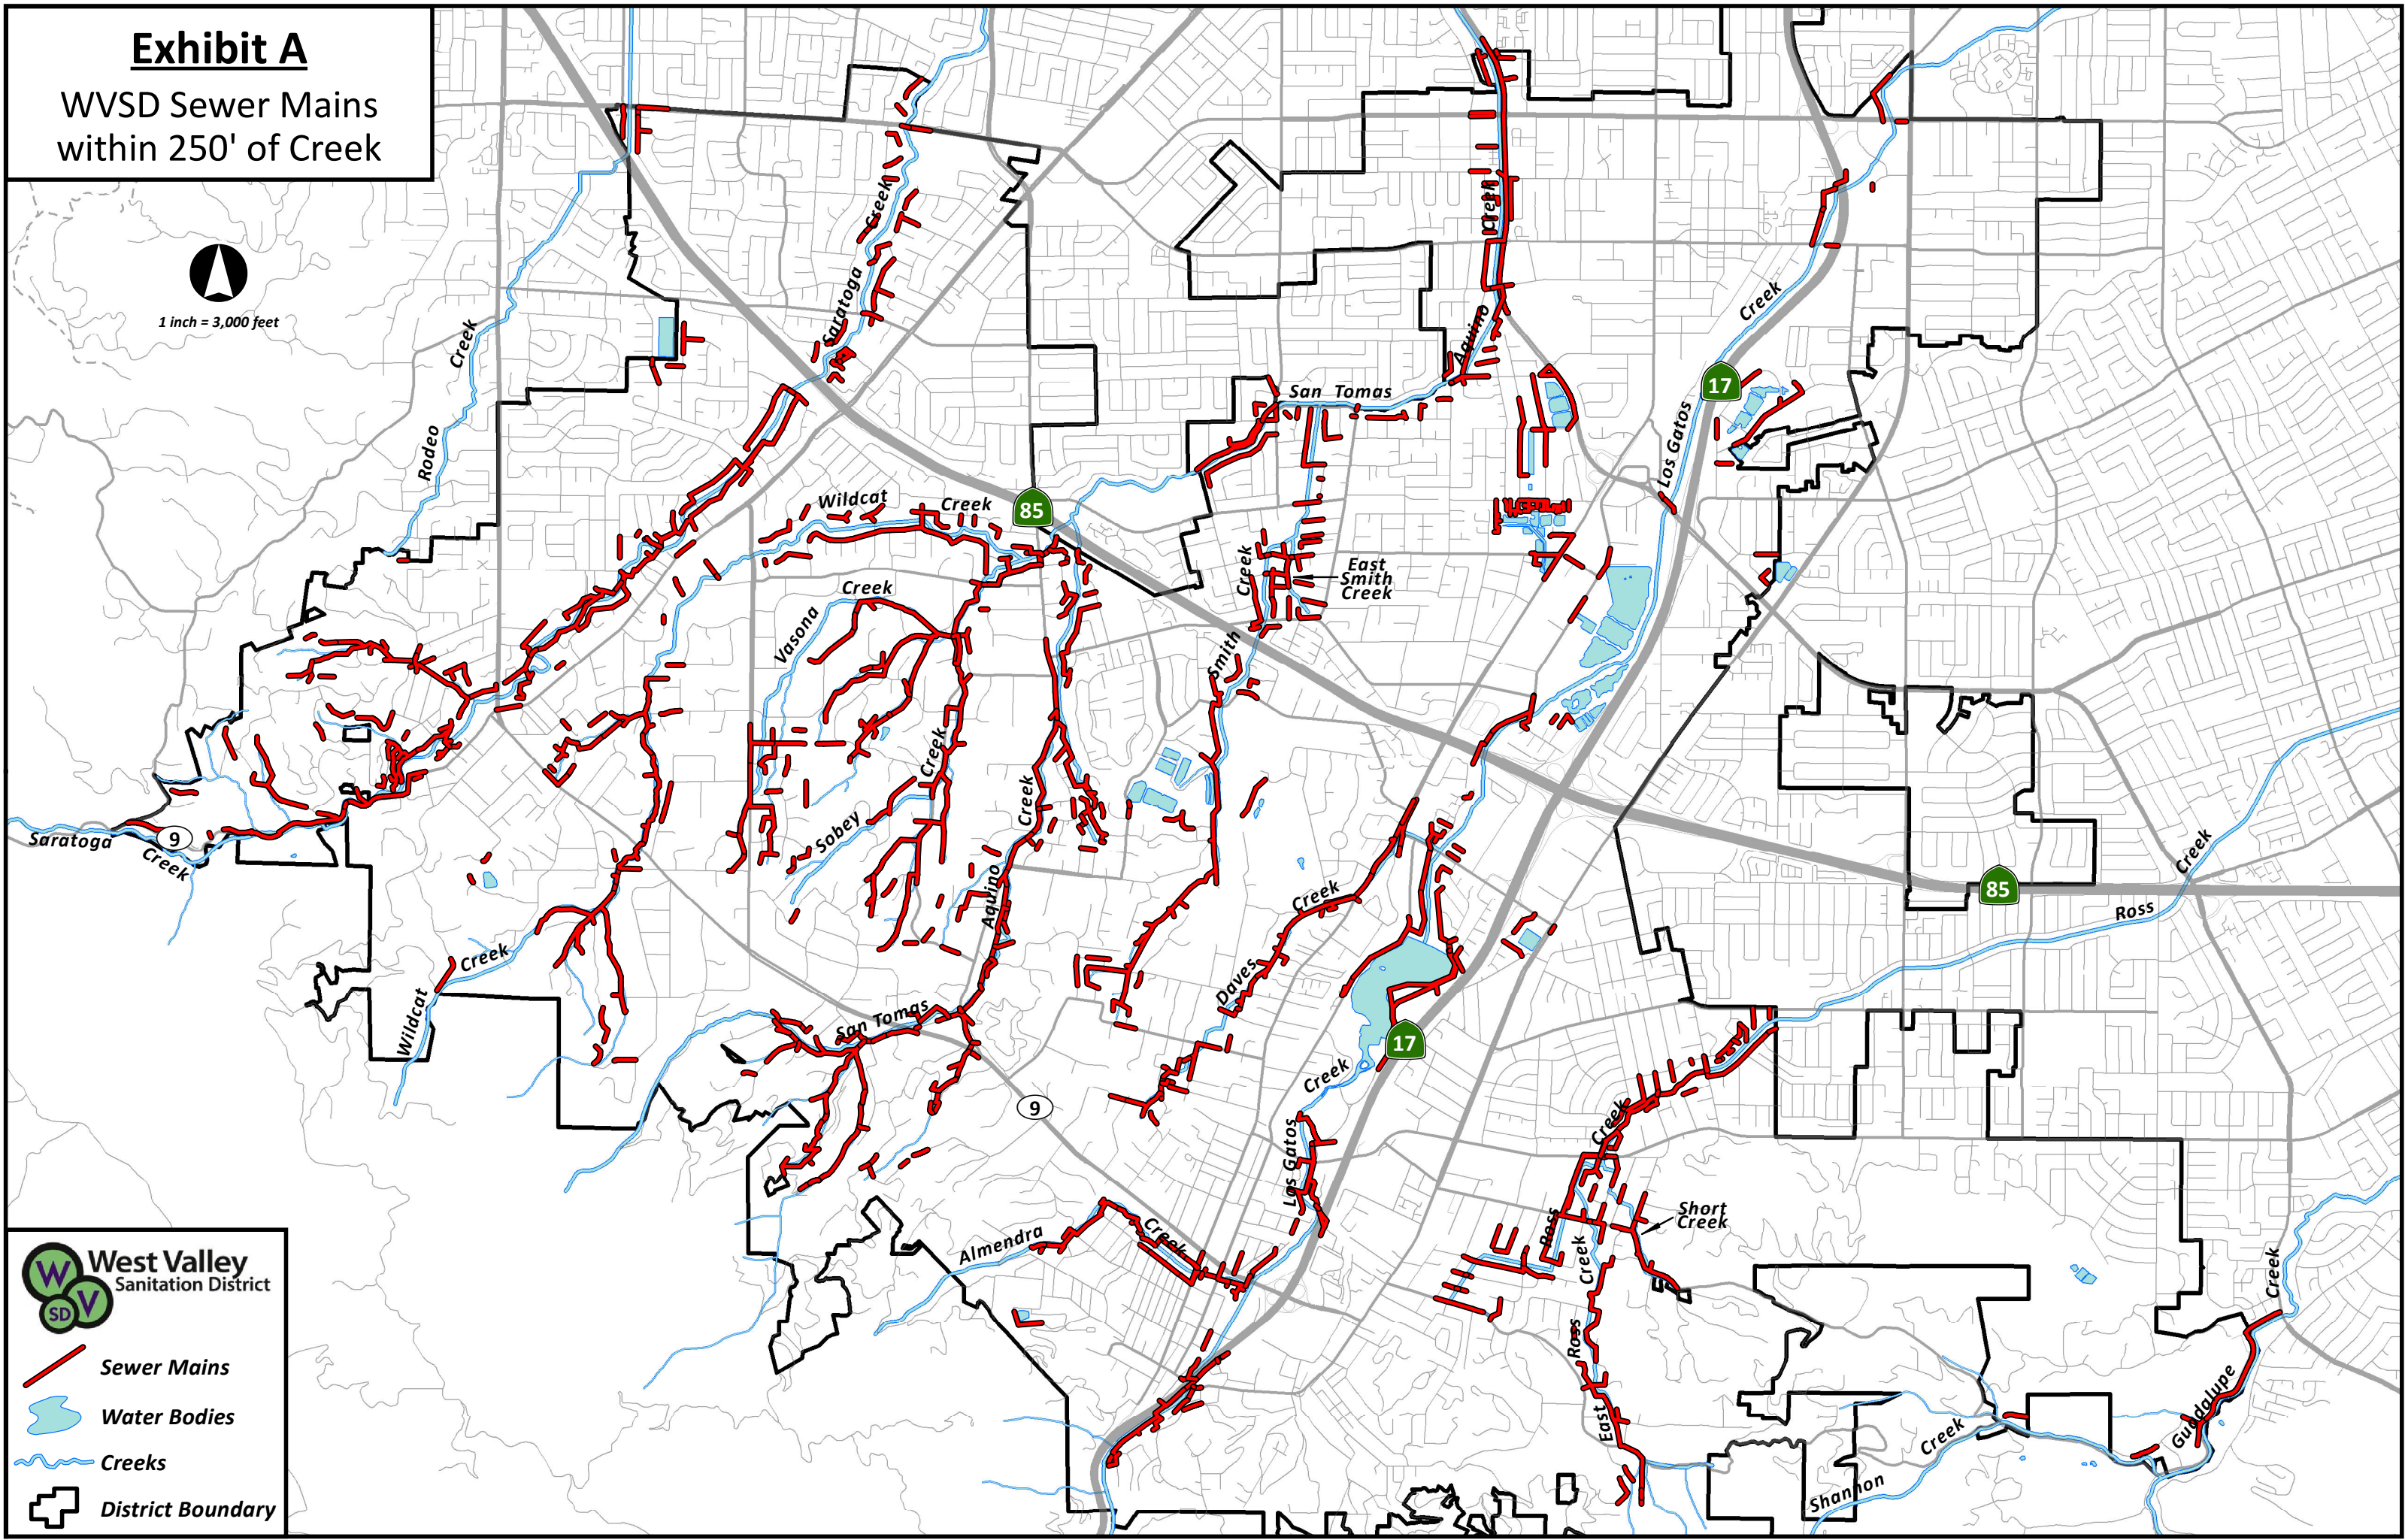 Exhibit A
WVSD Sewer Mains
within 250' of Creek
1 inch = 3,000 feet
Saratoga
Creek
Creek
Rodeo
Creek
Aquino
San Tomas
17
Creek
Los Gatos
Wildcat
Creek
85
Creek
East
Smith
Creek
Smith
Creek
Vasona
Creek
Creek
Sobey
Aquino
Saratoga
Creek
9
Creek
Wildcat
San Tomas
9
Creek
Daves
85
Ross
Creek
17
Creek
Los Gatos
Creek
Ross
Short
Creek
Creek
Ross
East
Almendra
Creek
Creek
Guadalupe
Creek
Shannon
West Valley
Sanitation District
W
V
SD
Sewer Mains
Water Bodies
Creeks
District Boundary